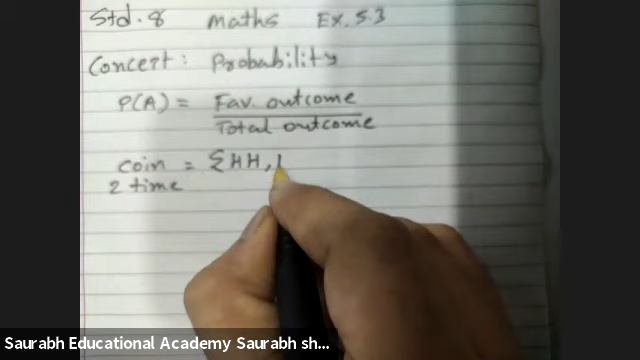 Std. 8 maths Ex. 5.3
Concert: Probability
P(A) = Fav. outcome
Total outcome
coin = {HH,
2 time
Saurabh Educational Academy Saurabh sh...